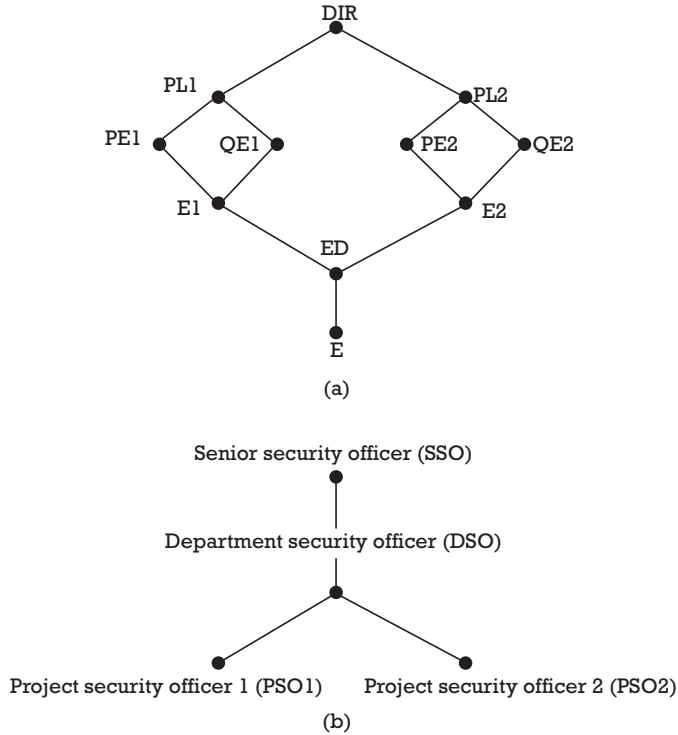 DIR
PL1 PL2
PE1 QE1 PE2 QE2
E1 E2
ED
E
(a)
Senior security officer (SSO)
Department security officer (DSO)
Project security officer 1 (PSO1) Project security officer 2 (PSO2)
(b)